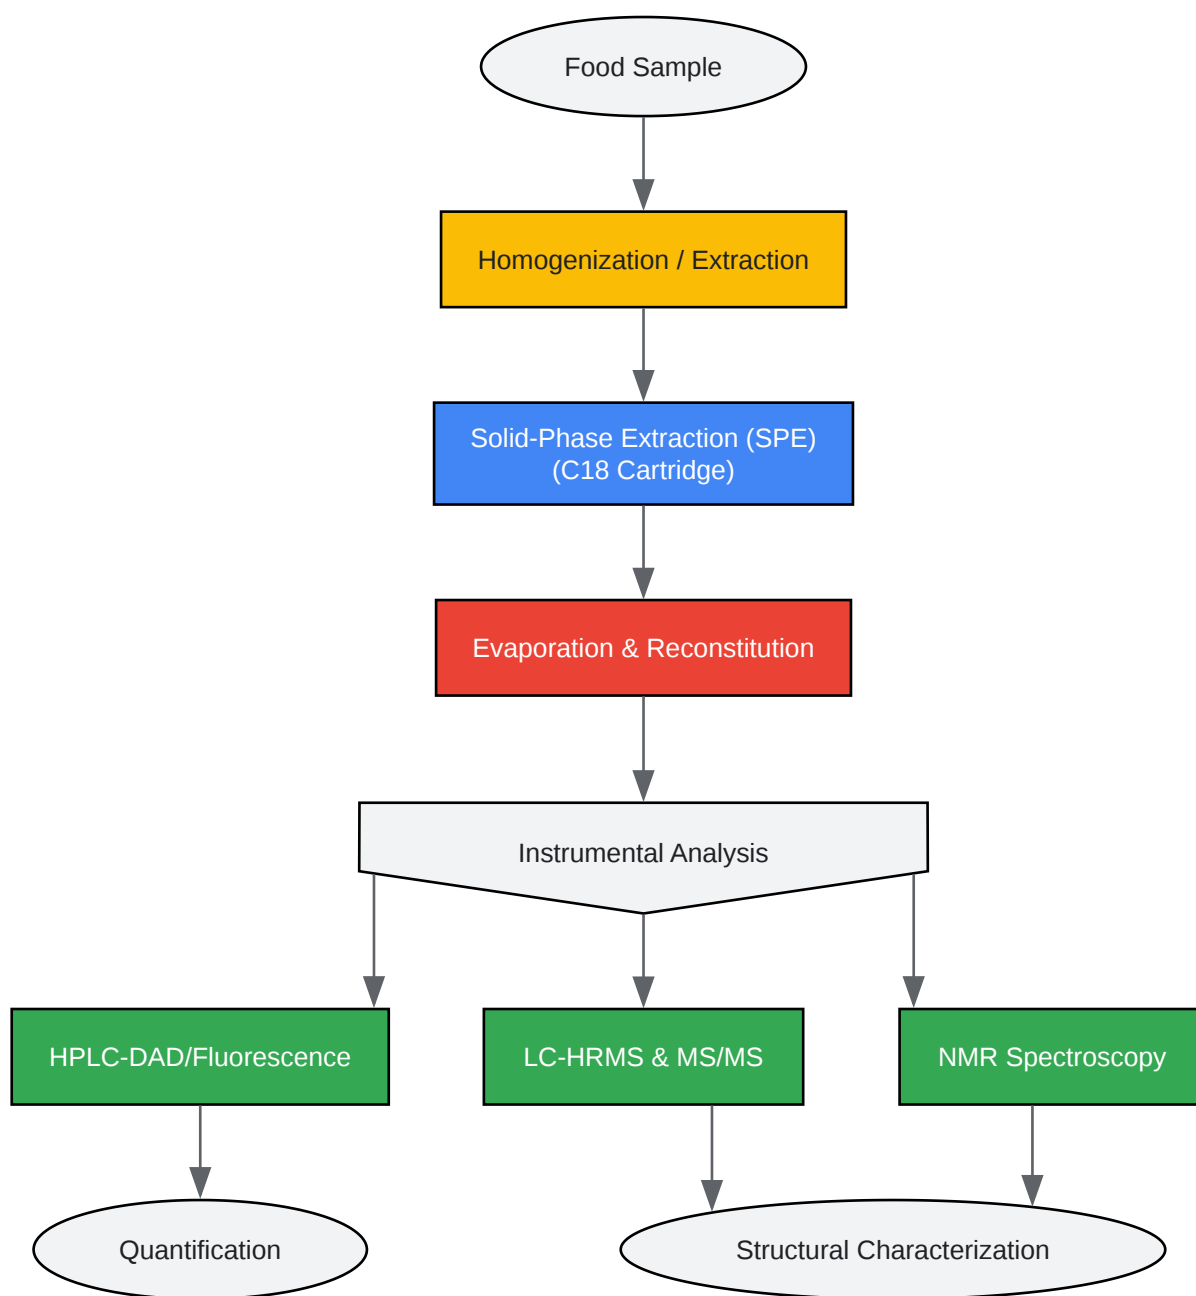 Food Sample
Homogenization / Extraction
Solid-Phase Extraction (SPE)
(C18 Cartridge)
Evaporation & Reconstitution
Instrumental Analysis
HPLC-DAD/Fluorescence
LC-HRMS & MS/MS
NMR Spectroscopy
Quantification
Structural Characterization